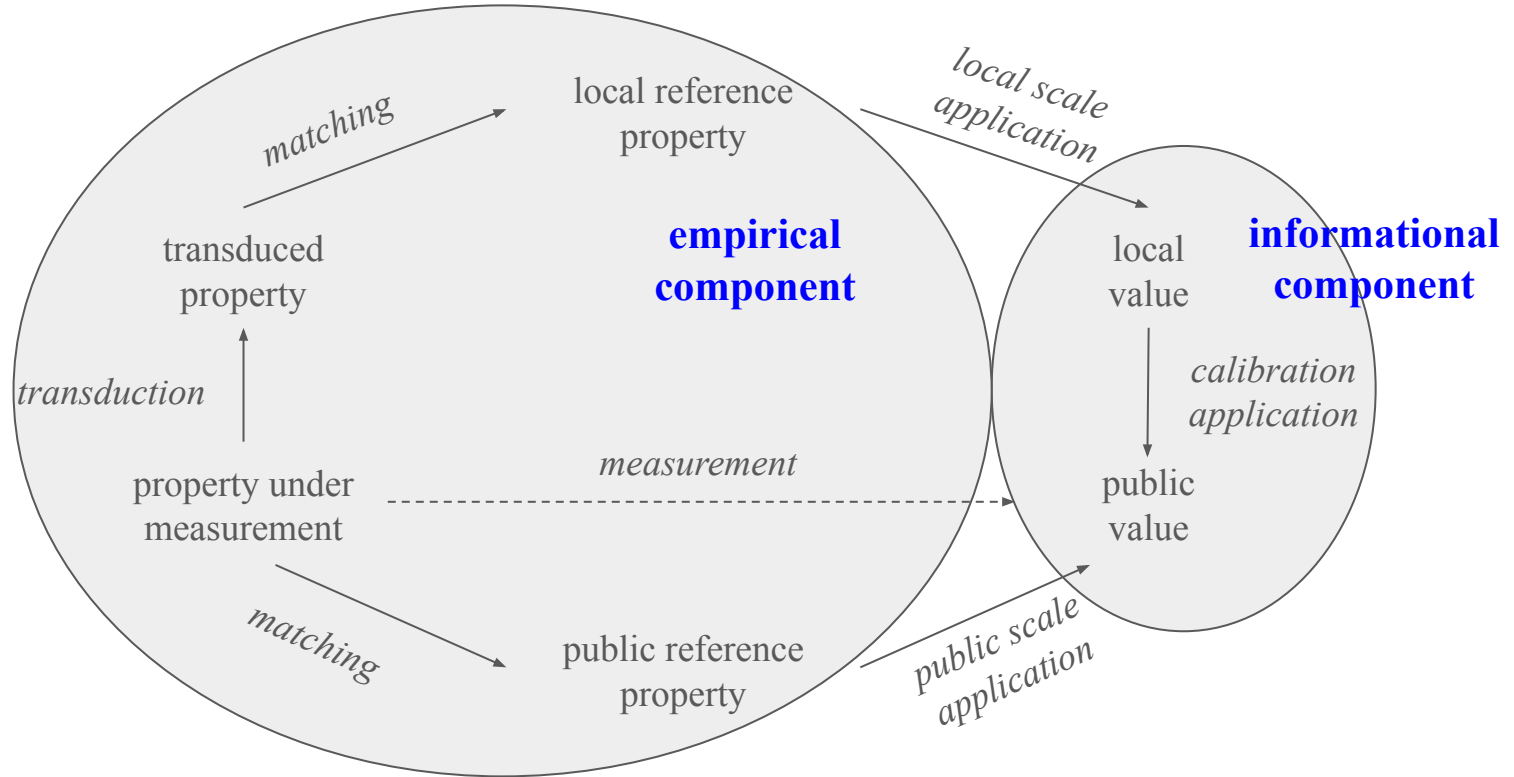 local scale
application
matching
local reference
property
empirical
component
informational
component
transduced
property
local
value
transduction
calibration
application
measurement
property under
measurement
public
value
matching
public reference
property
public scale
application